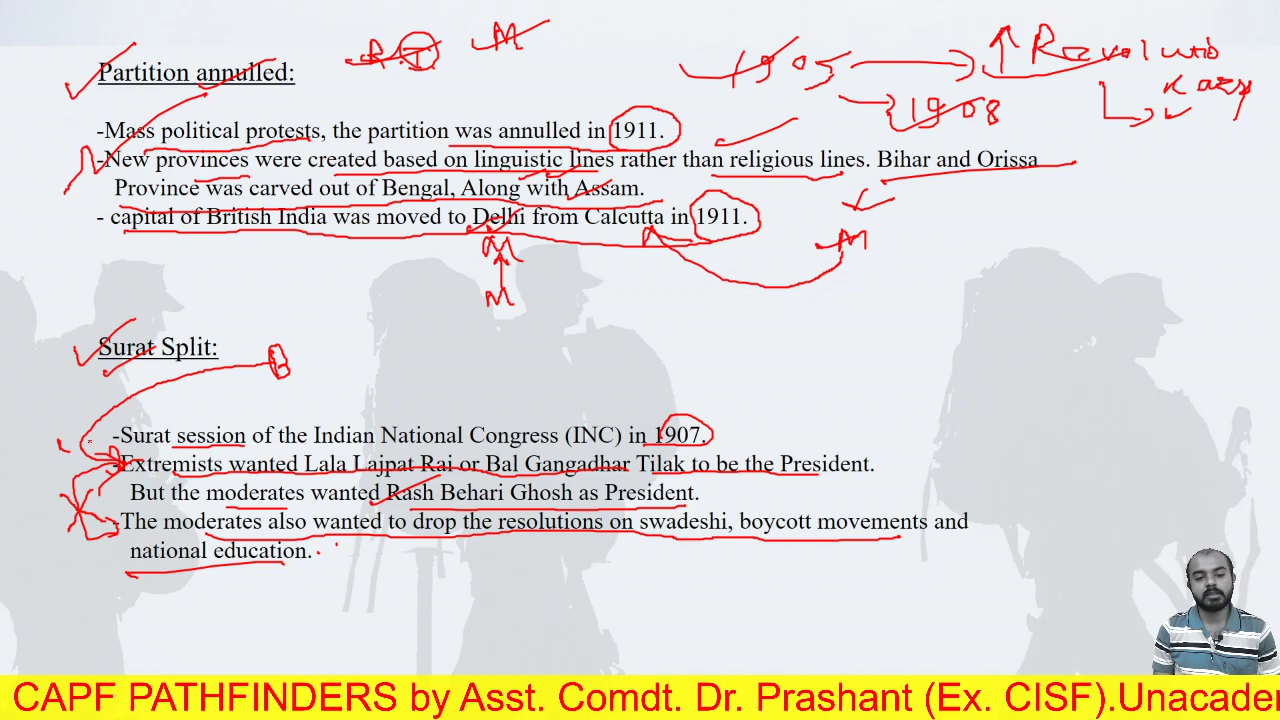 R.T M
1905 → ↑ Revolutio
→ 1908
Partition annulled:
-Mass political protests, the partition was annulled in 1911.
-New provinces were created based on linguistic lines rather than religious lines. Bihar and Orissa
Province was carved out of Bengal, Along with Assam.
- capital of British India was moved to Delhi from Calcutta in 1911.
M
M
M
Surat Split:
B
-Surat session of the Indian National Congress (INC) in 1907.
-Extremists wanted Lala Lajpat Rai or Bal Gangadhar Tilak to be the President.
But the moderates wanted Rash Behari Ghosh as President.
-The moderates also wanted to drop the resolutions on swadeshi, boycott movements and
national education.
CAPF PATHFINDERS by Asst. Comdt. Dr. Prashant (Ex. CISF).Unacader